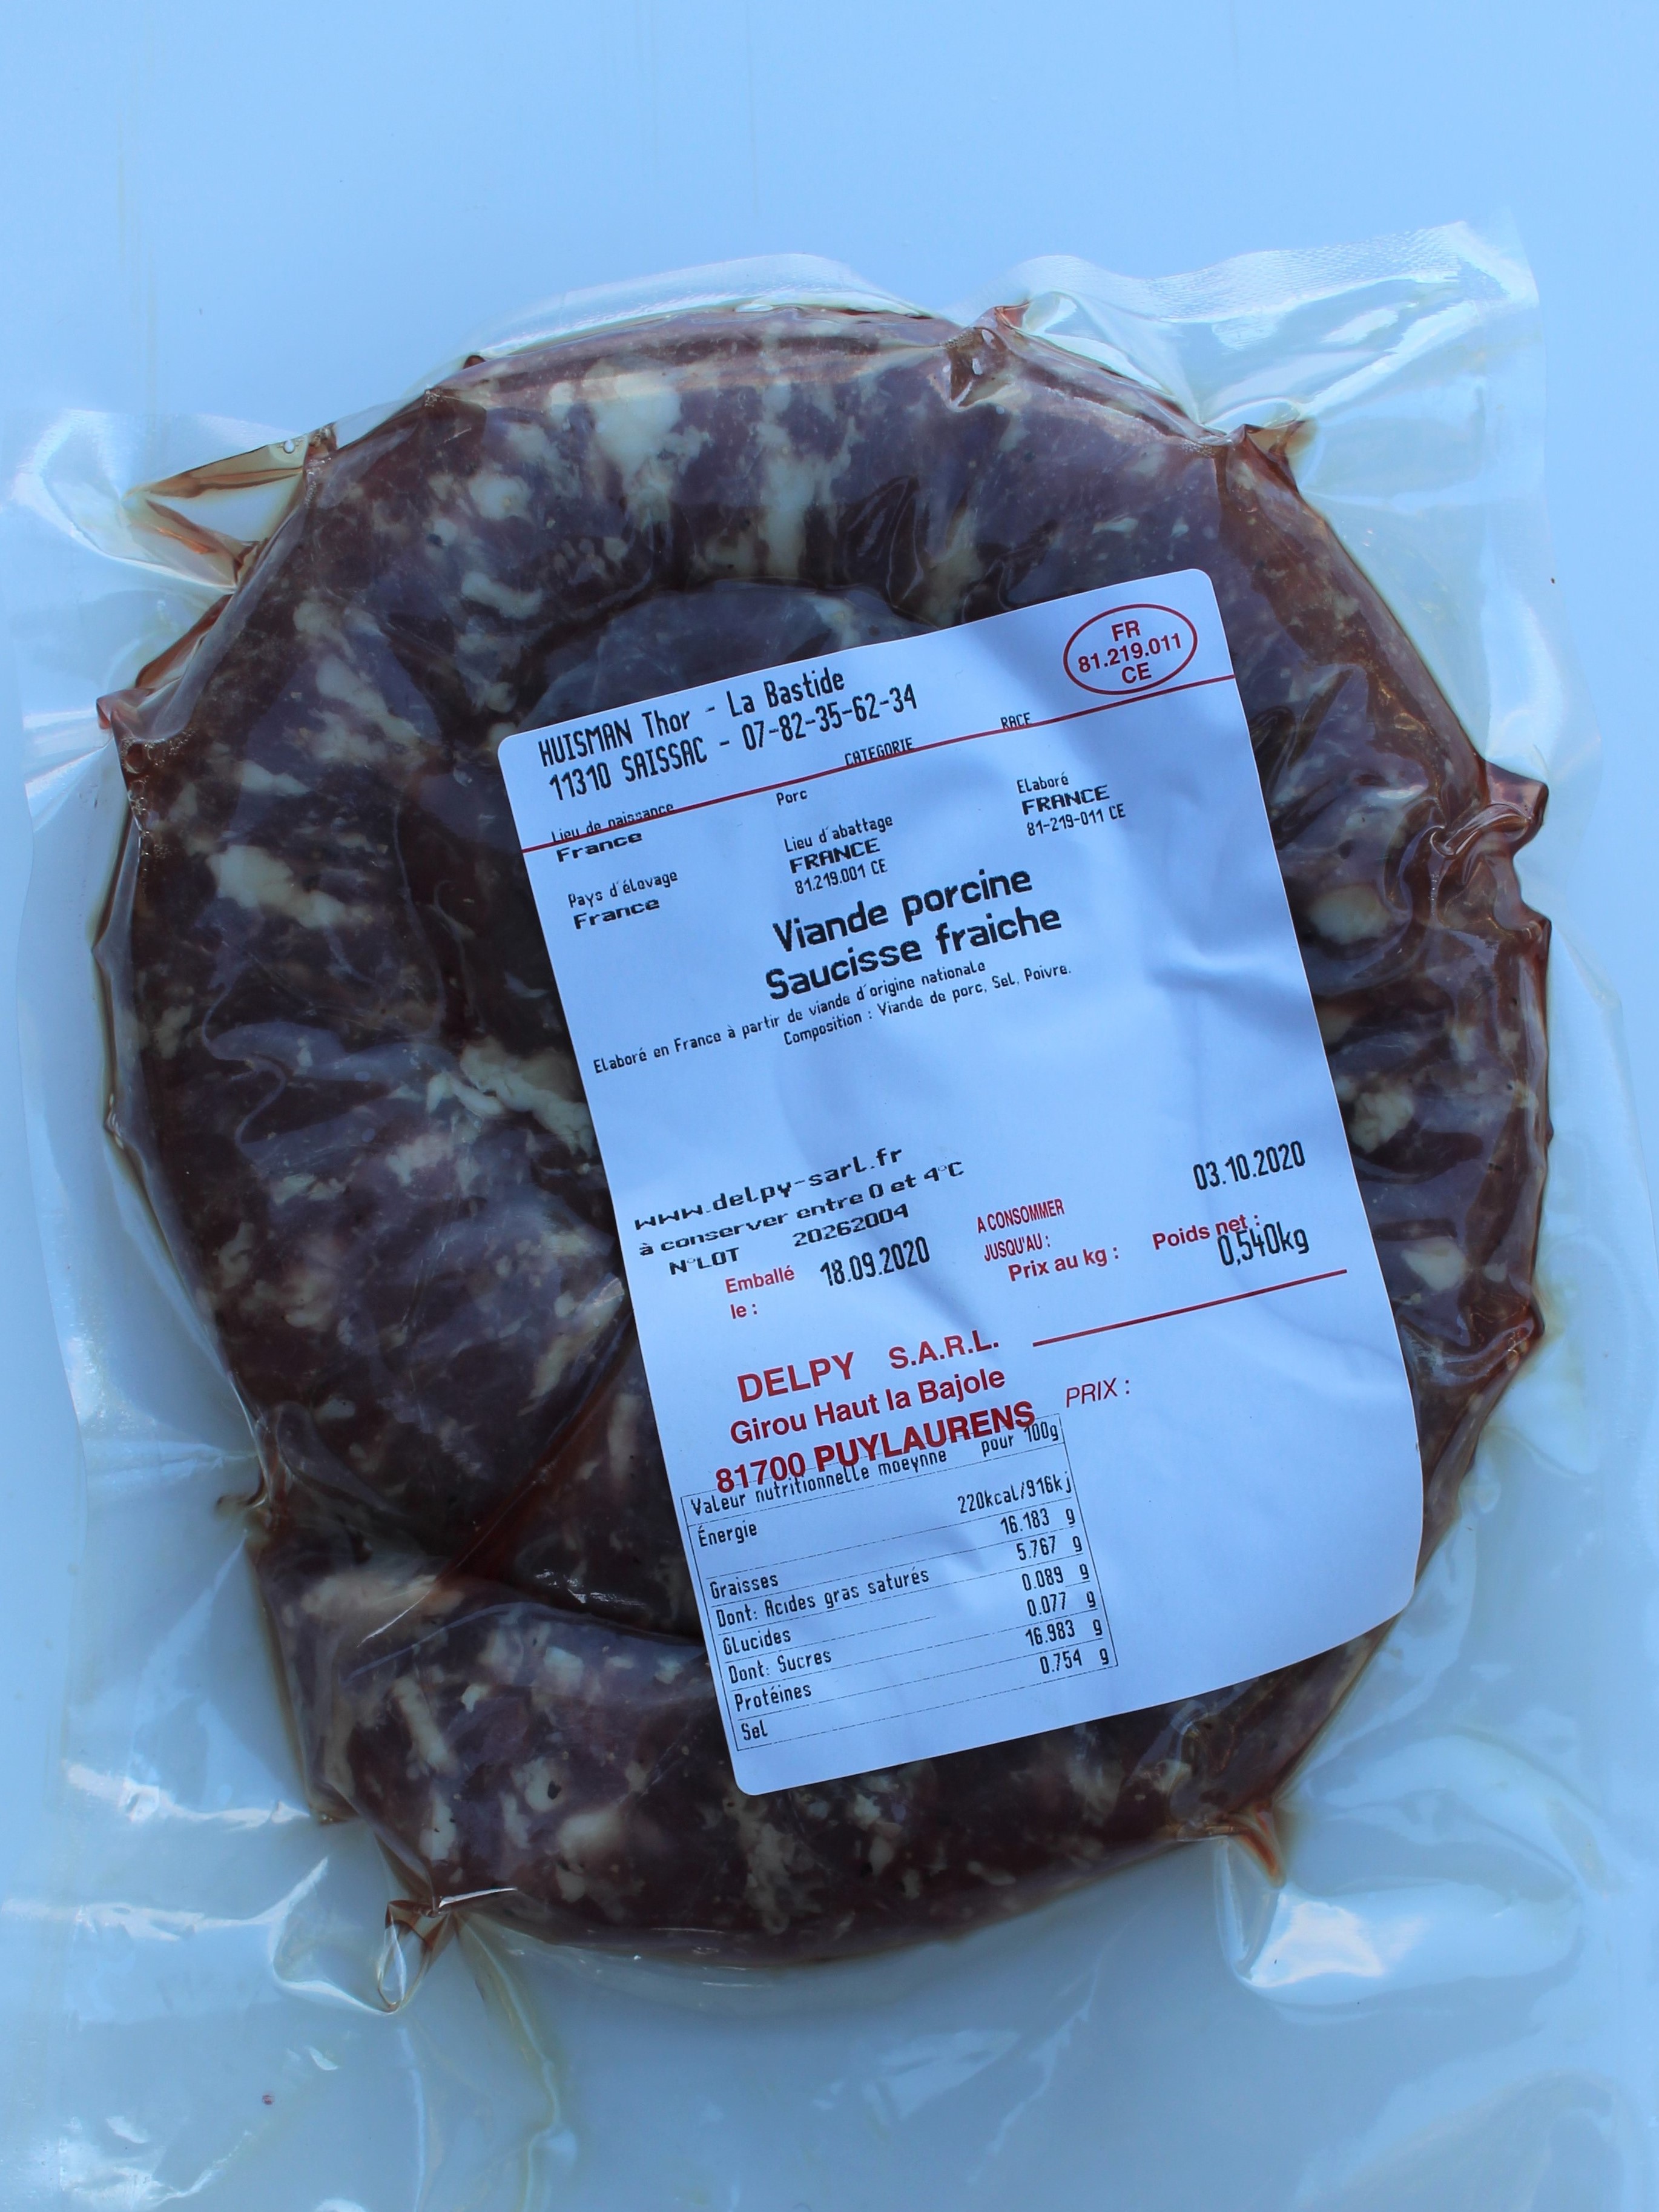 HUISMAN Thor - La Bastide
11310 SAISSAC - 07-82-35-62-34
FR
81.219.011
CE
Lieu de naissance
France
Porc
CATEGORIE
RACE
Pays d'élevage
France
Lieu d'abattage
FRANCE
81.219.001 CE
Elaboré
FRANCE
81-219-011 CE
Viande porcine
Saucisse fraiche
Elaboré en France à partir de viande d'origine nationale
Composition : Viande de porc, Sel, Poivre.
www.delpy-sarl.fr
à conserver entre 0 et 4°C
N°LOT 20262004
Emballé
le :
18.09.2020
A CONSOMMER
JUSQU'AU :
03.10.2020
Prix au kg :
Poids net :
0,540kg
DELPY S.A.R.L.
Girou Haut la Bajole
81700 PUYLAURENS
PRIX :
Valeur nutritionnelle moeynne pour 100g
Énergie 220kcal/916kj
Graisses 16.183 g
Dont: Acides gras saturés 5.767 g
Glucides 0.089 g
Dont: Sucres 0.077 g
Protéines 16.983 g
Sel 0.754 g